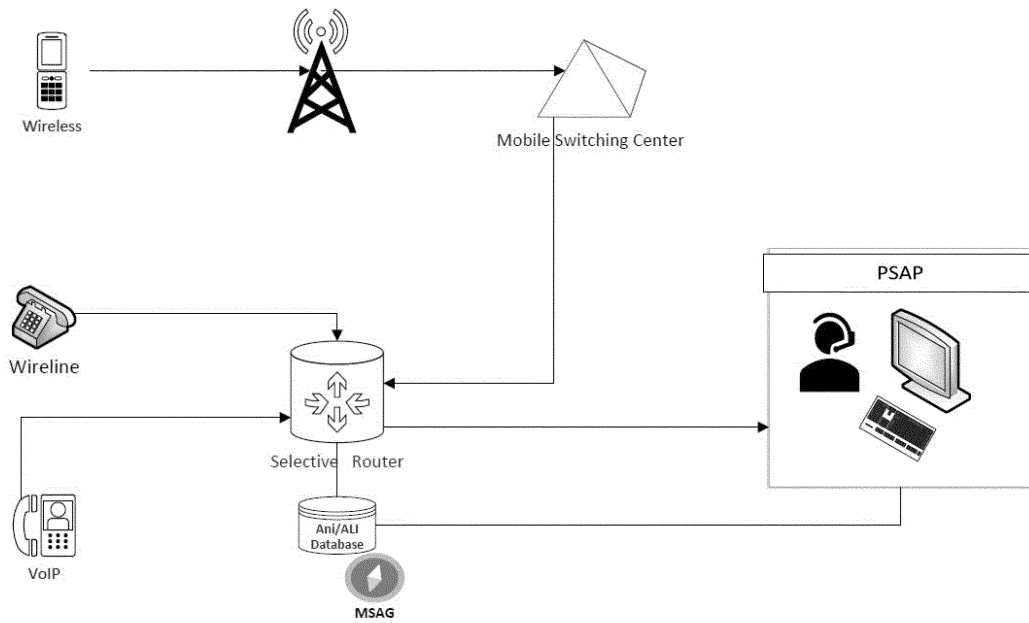 Wireless
Mobile Switching Center
PSAP
Wireline
Selective Router
Ani/ALI
Database
VoIP
MSAG